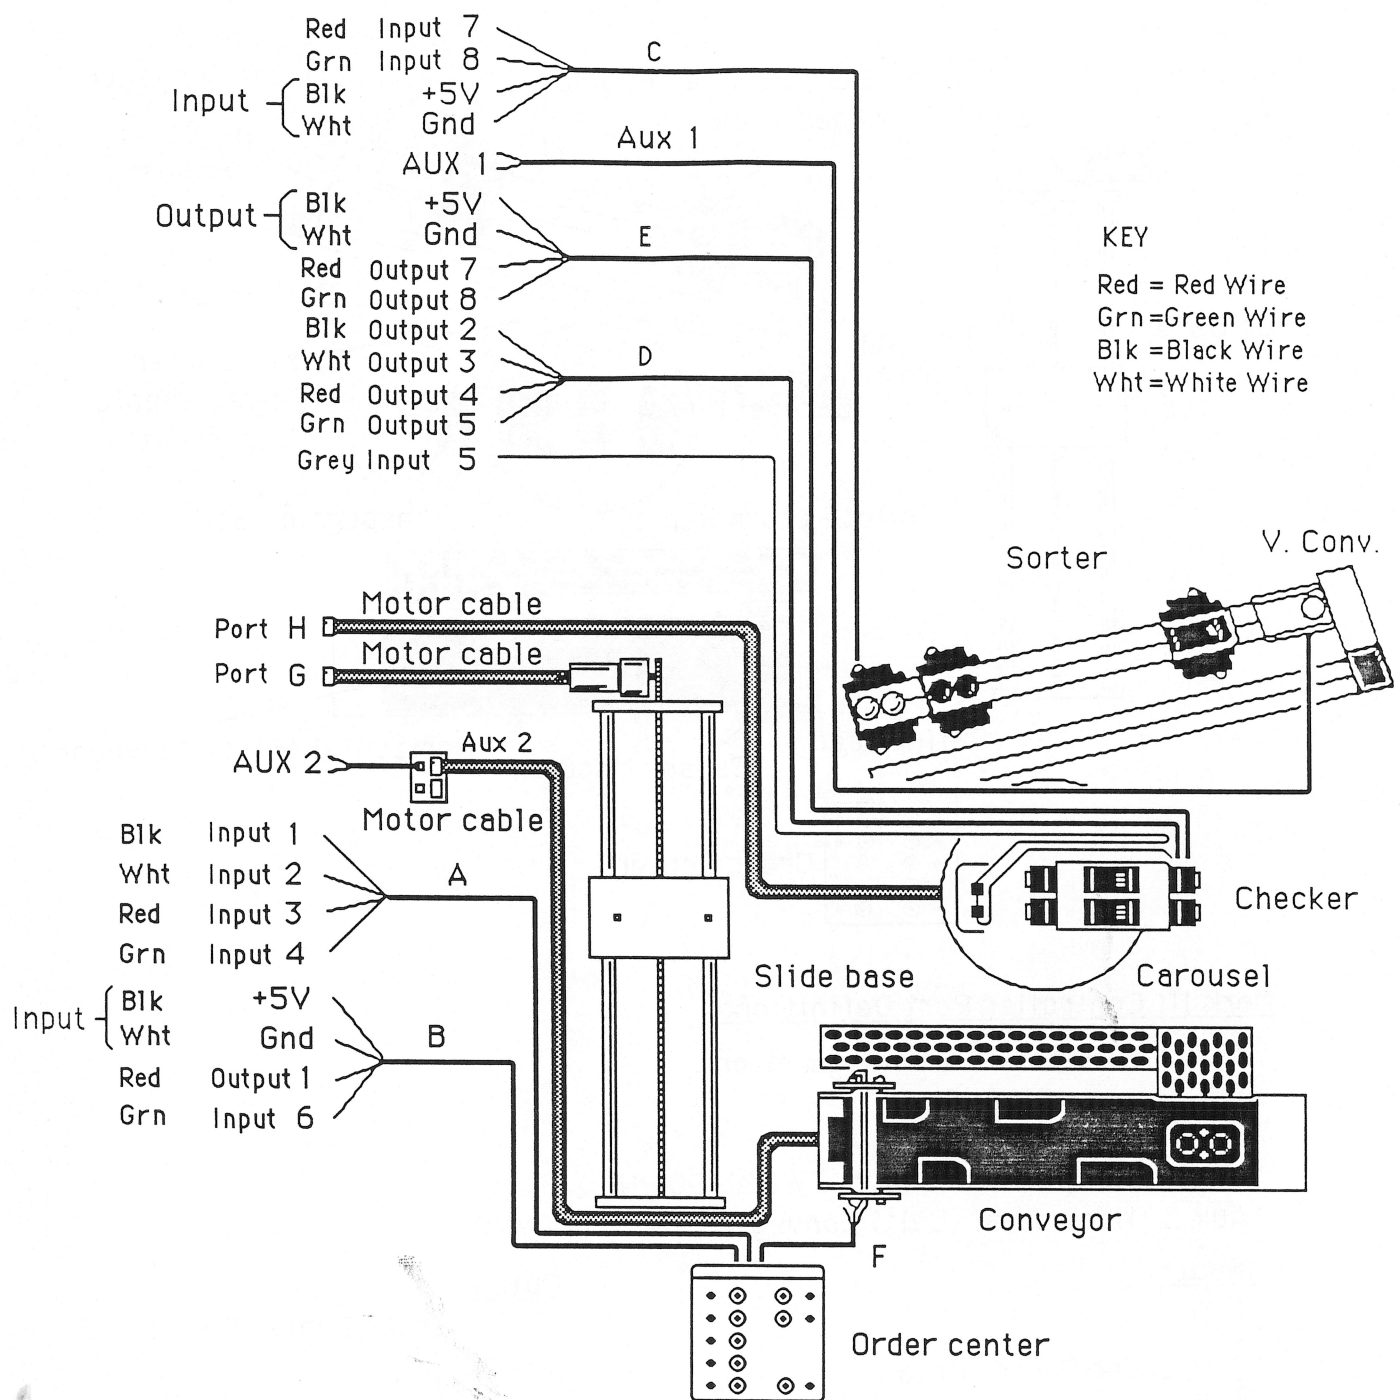 Red Input 7
Grn Input 8
C
Input
Blk +5V
Wht Gnd
AUX 1
Aux 1
Output
Blk +5V
Wht Gnd
E
Red Output 7
Grn Output 8
Blk Output 2
Wht Output 3
D
Red Output 4
Grn Output 5
Grey Input 5
KEY
Red = Red Wire
Grn =Green Wire
Blk =Black Wire
Wht =White Wire
Sorter
V. Conv.
Port H
Motor cable
Port G
Motor cable
AUX 2
Aux 2
Motor cable
Blk Input 1
Wht Input 2
A
Red Input 3
Grn Input 4
Input
Blk +5V
Wht Gnd
B
Red Output 1
Grn Input 6
Checker
Slide base
Carousel
Conveyor
F
Order center